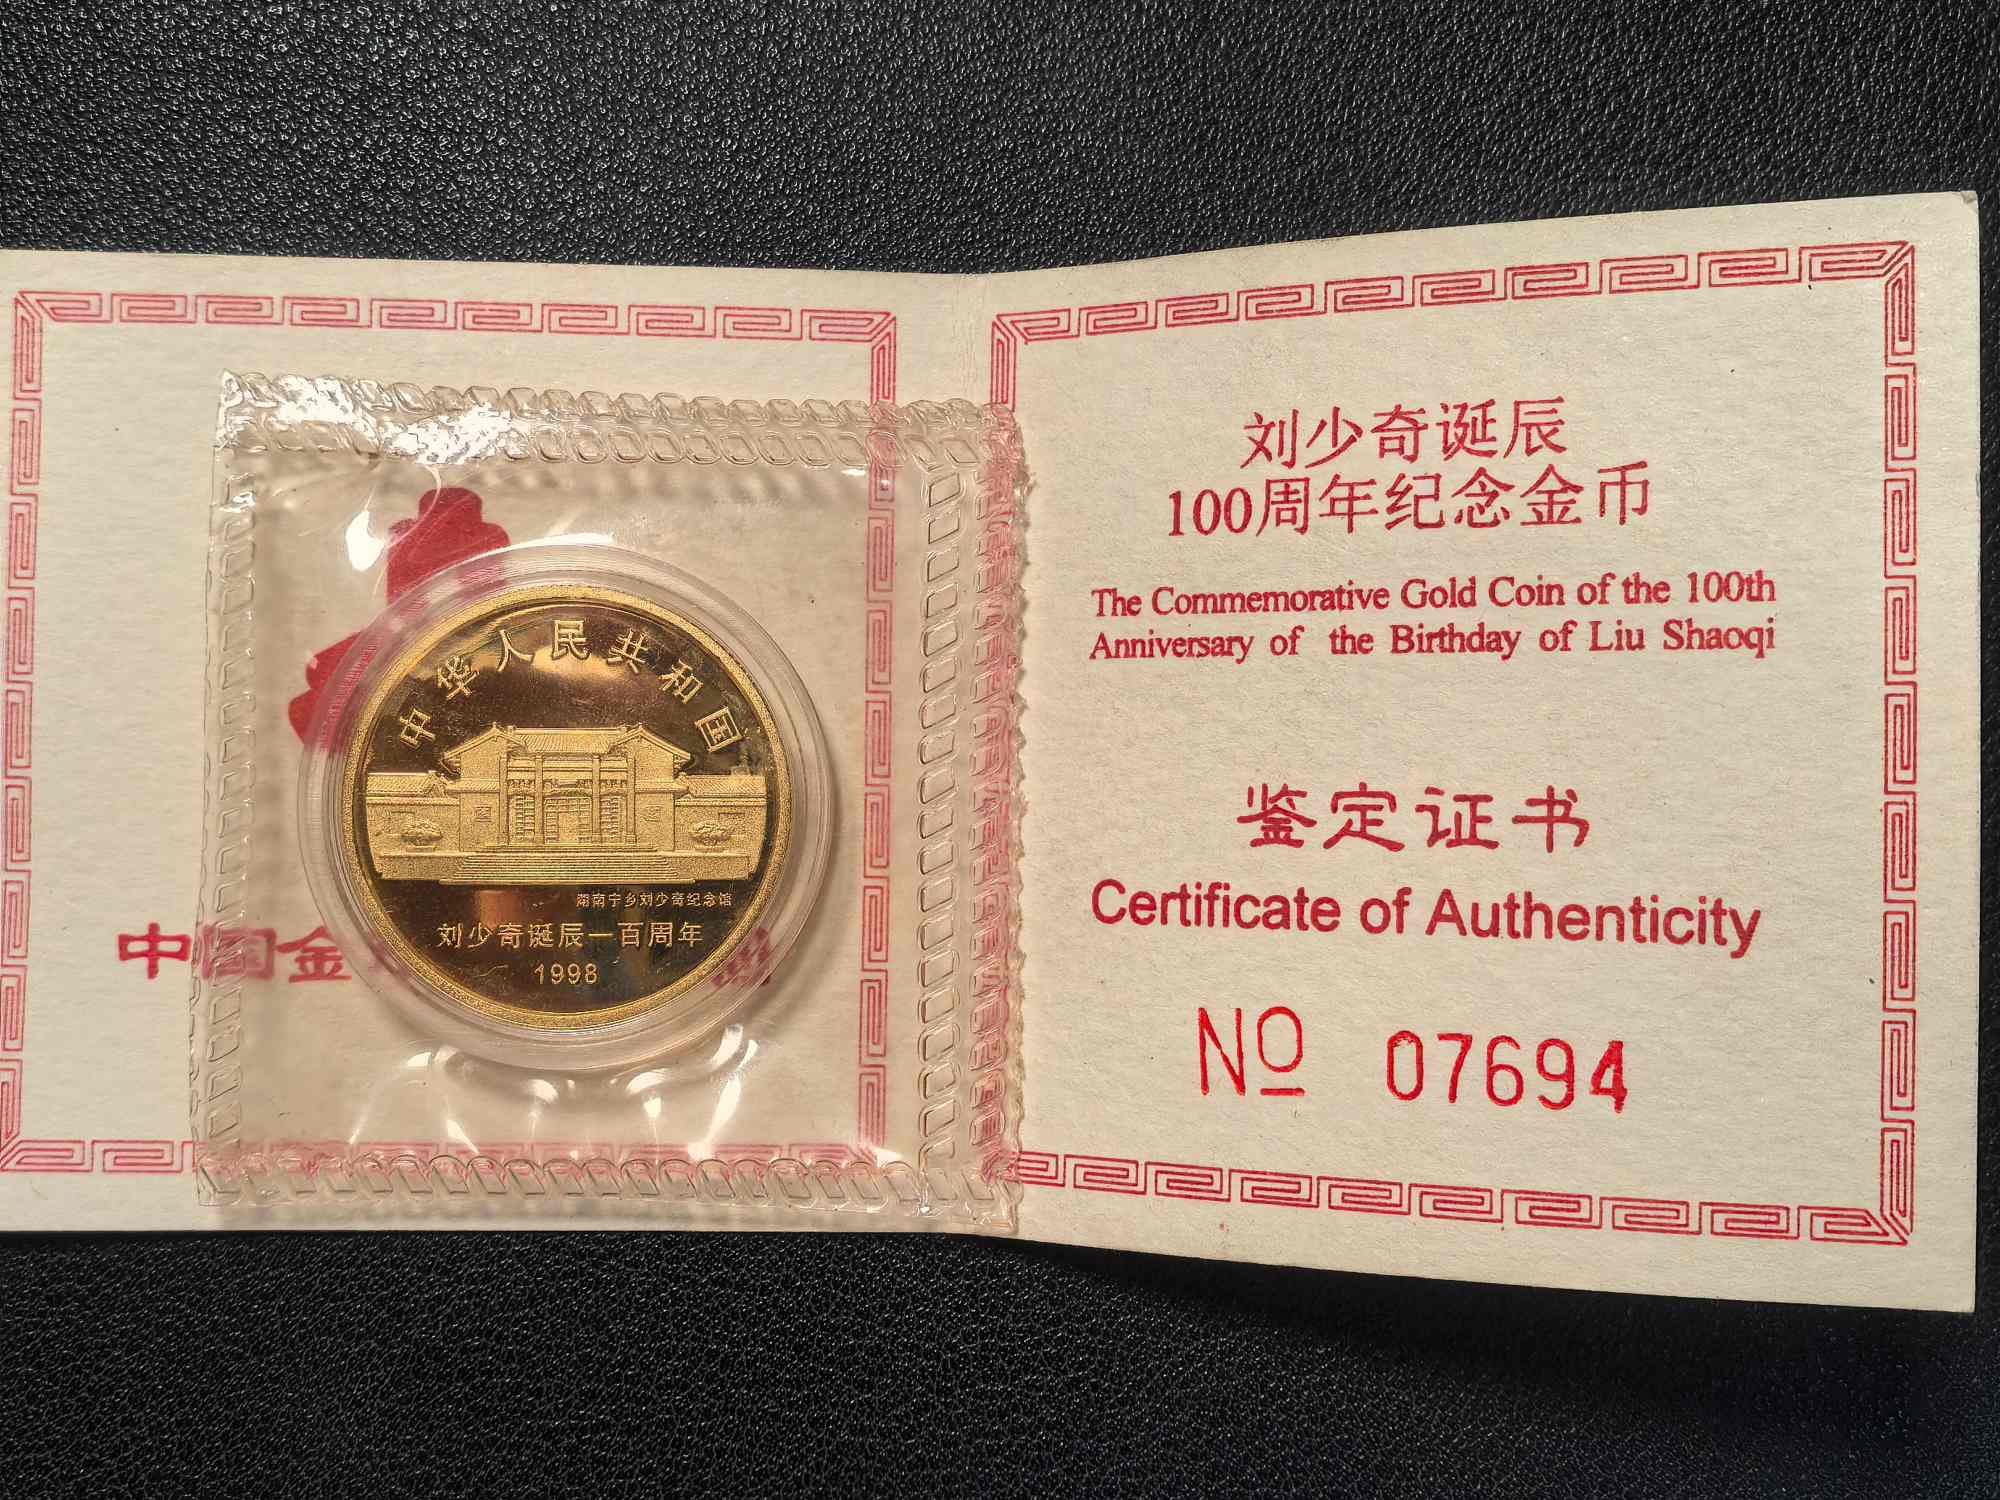 中华人民共和国
湖南宁乡刘少奇纪念馆
刘少奇诞辰一百周年
1998
中国金
刘少奇诞辰
100周年纪念金币
The Commemorative Gold Coin of the 100th
Anniversary of the Birthday of Liu Shaoqi
鉴定证书
Certificate of Authenticity
№ 07694